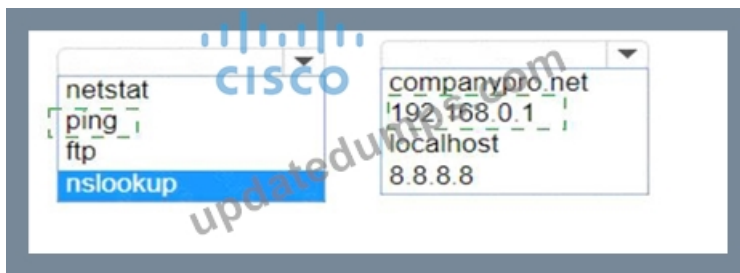 CISCO
netstat
ping
ftp
nslookup
companypro.net
192.168.0.1
localhost
8.8.8.8
updatedumps.com